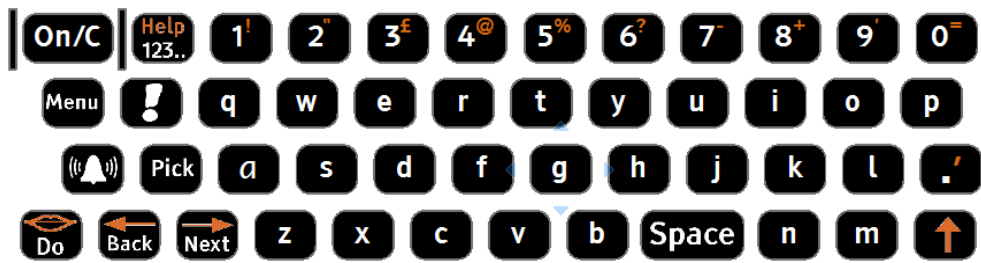 On/C Help 123.. 1! 2" 3£ 4@ 5% 6? 7- 8+ 9' 0=
Menu ! q w e r t y u i o p
Pick a s d f g h j k l .'
Do Back Next z x c v b Space n m